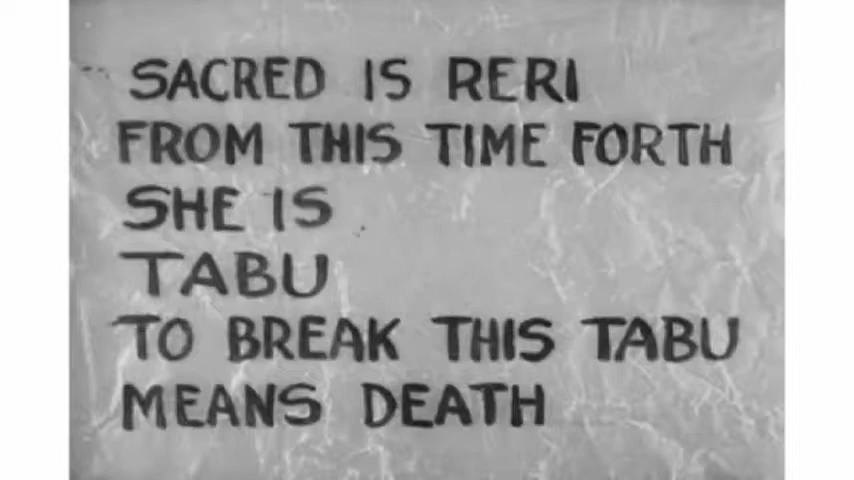 SACRED IS RERI
FROM THIS TIME FORTH
SHE IS
TABU
TO BREAK THIS TABU
MEANS DEATH